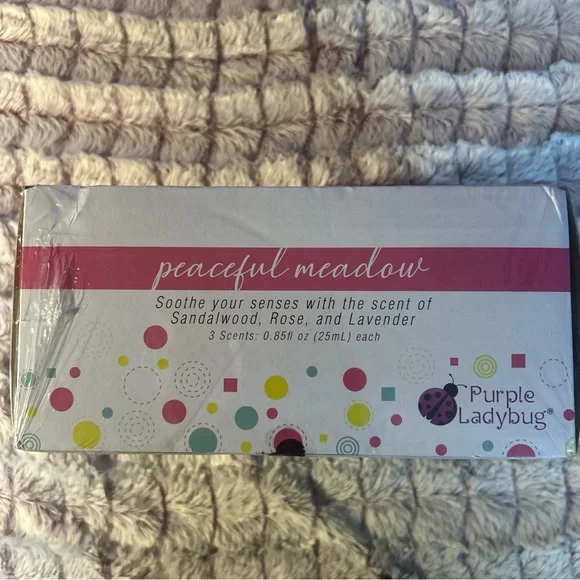 peaceful meadow
Soothe your senses with the scent of
Sandalwood, Rose, and Lavender
3 Scents: 0.85fl oz (25mL) each
Purple
Ladybug®